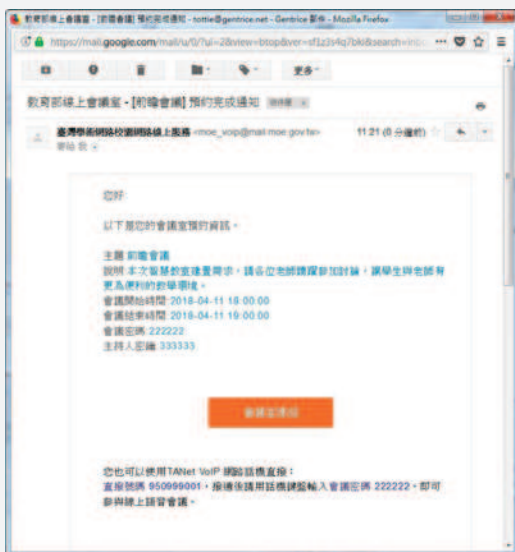 教育部線上會議室 - [前瞻會議] 預約完成通知 - nottie@gentrice.net - Gentrice 郵件 - Mozilla Firefox
https://mail.google.com/mail/u/0/?ui=2&view=btop&ver=
更多
教育部線上會議室 - [前瞻會議] 預約完成通知
臺灣學術網路校園網路線上服務 <moe_voip@mail.moe.gov.tw> 11:21 (0 分鐘前)
寄給 我
您好
以下是您的會議室預約資訊。
主題 前瞻會議
說明 本次智慧教室建置需求，請各位老師踴躍參加討論，讓學生與老師有
更為便利的教學環境。
會議開始時間 2018-04-11 18:00:00
會議結束時間 2018-04-11 19:00:00
會議密碼 222222
主持人密鑰 333333
會議室連結
您也可以使用TANet VoIP 網路話機直撥：
直撥號碼 950999001，接通後請用話機鍵盤輸入會議密碼 222222，即可
參與線上語音會議。